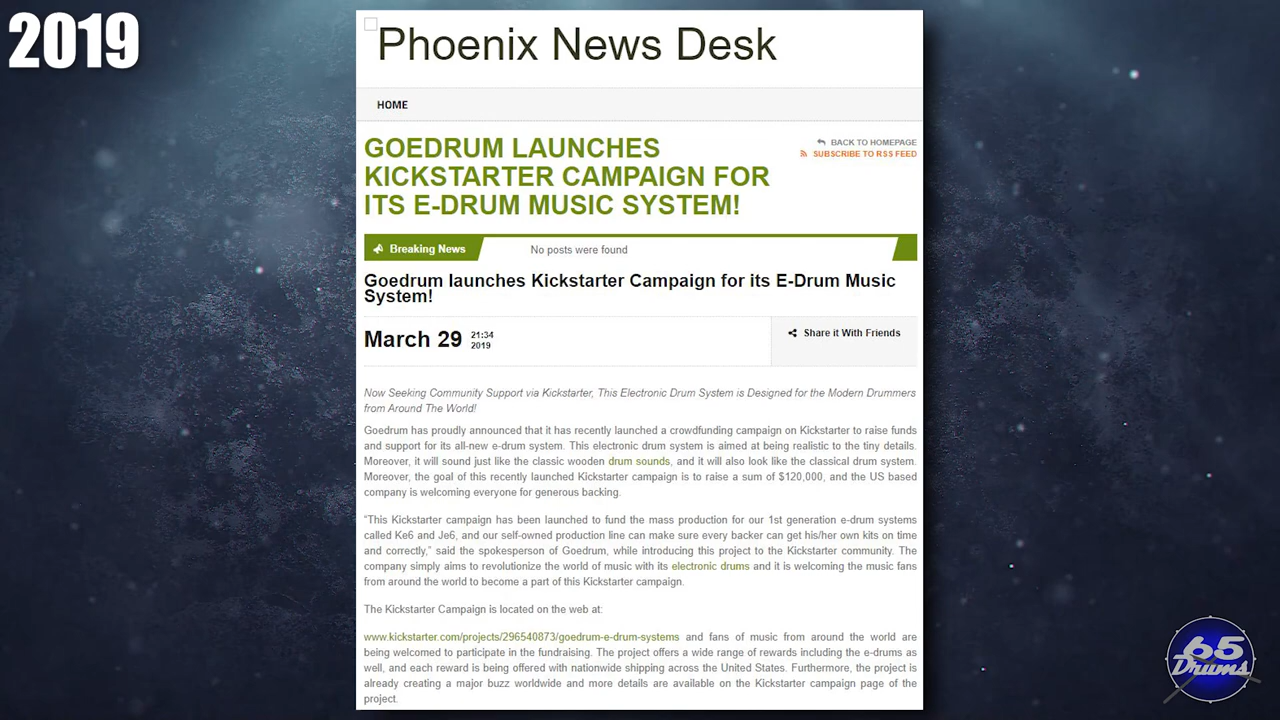 2019
Phoenix News Desk
HOME
GOEDRUM LAUNCHES
KICKSTARTER CAMPAIGN FOR
ITS E-DRUM MUSIC SYSTEM!
BACK TO HOMEPAGE
SUBSCRIBE TO RSS FEED
Breaking News
No posts were found
Goedrum launches Kickstarter Campaign for its E-Drum Music
System!
March 29
21:34
2019
Share it With Friends
Now Seeking Community Support via Kickstarter, This Electronic Drum System is Designed for the Modern Drummers
from Around The World!
Goedrum has proudly announced that it has recently launched a crowdfunding campaign on Kickstarter to raise funds
and support for its all-new e-drum system. This electronic drum system is aimed at being realistic to the tiny details.
Moreover, it will sound just like the classic wooden drum sounds, and it will also look like the classical drum system.
Moreover, the goal of this recently launched Kickstarter campaign is to raise a sum of $120,000, and the US based
company is welcoming everyone for generous backing.
“This Kickstarter campaign has been launched to fund the mass production for our 1st generation e-drum systems
called Ke6 and Je6, and our self-owned production line can make sure every backer can get his/her own kits on time
and correctly,” said the spokesperson of Goedrum, while introducing this project to the Kickstarter community. The
company simply aims to revolutionize the world of music with its electronic drums and it is welcoming the music fans
from around the world to become a part of this Kickstarter campaign.
The Kickstarter Campaign is located on the web at:
www.kickstarter.com/projects/296540873/goedrum-e-drum-systems and fans of music from around the world are
being welcomed to participate in the fundraising. The project offers a wide range of rewards including the e-drums as
well, and each reward is being offered with nationwide shipping across the United States. Furthermore, the project is
already creating a major buzz worldwide and more details are available on the Kickstarter campaign page of the
project.
65
Drums